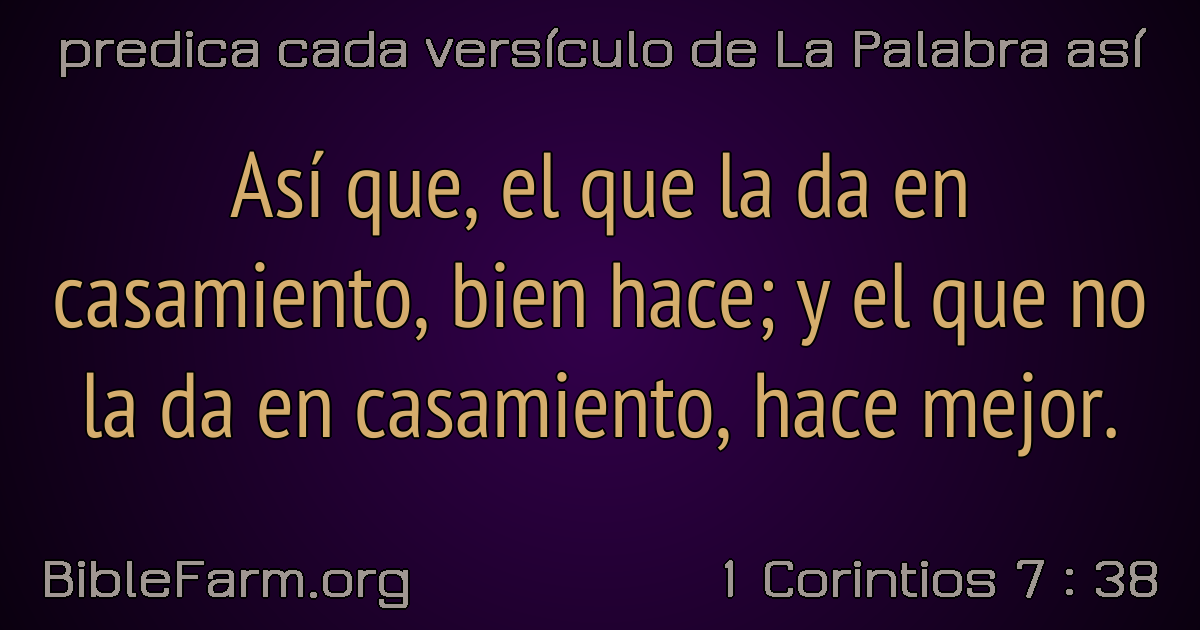 predica cada versículo de La Palabra así
Así que, el que la da en
casamiento, bien hace; y el que no
la da en casamiento, hace mejor.
BibleFarm.org
1 Corintios 7 : 38